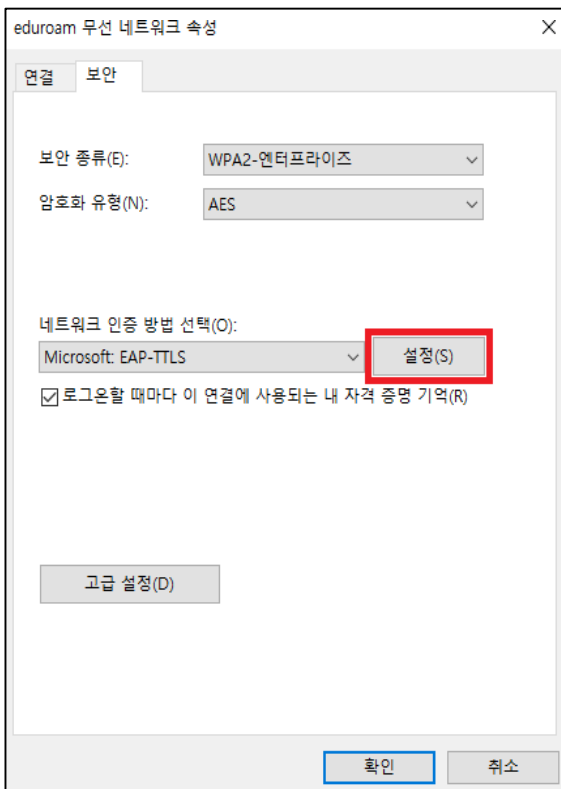 eduroam 무선 네트워크 속성
연결 보안
보안 종류(E): WPA2-엔터프라이즈
암호화 유형(N): AES
네트워크 인증 방법 선택(O):
Microsoft: EAP-TTLS 설정(S)
로그온할 때마다 이 연결에 사용되는 내 자격 증명 기억(R)
고급 설정(D)
확인 취소